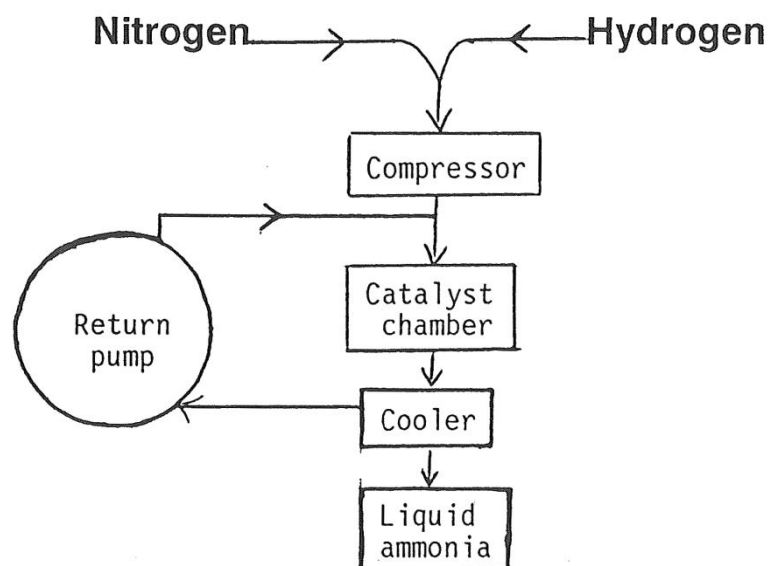 Nitrogen Hydrogen
Compressor
Catalyst
chamber
Return
pump
Cooler
Liquid
ammonia